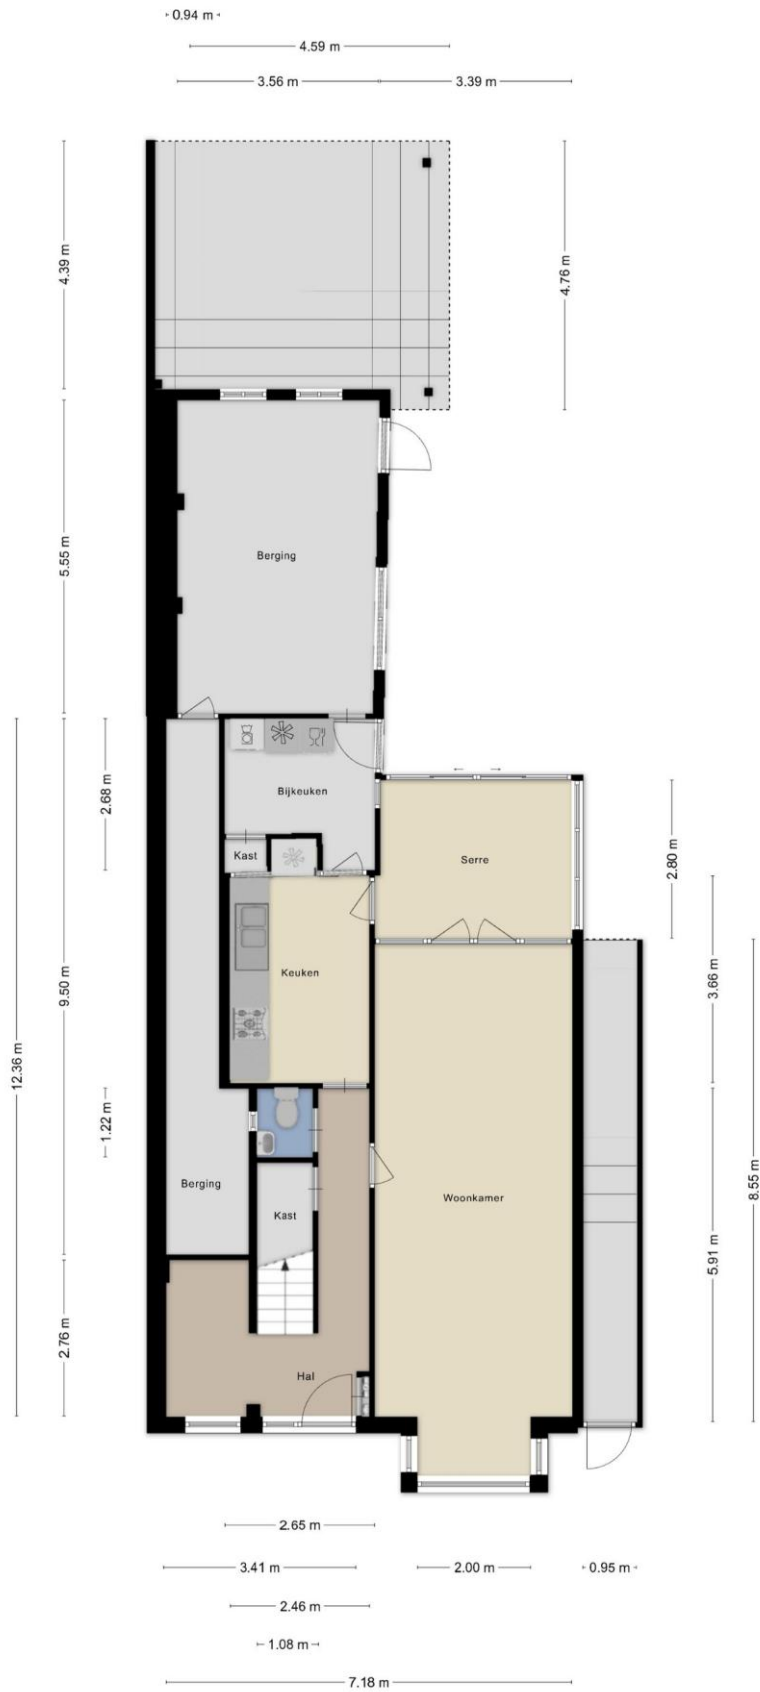 0.94 m
4.59 m
3.56 m
3.39 m
4.39 m
4.76 m
5.55 m
Berging
2.68 m
Bijkeuken
Kast
Serre
2.80 m
Keuken
3.66 m
9.50 m
12.36 m
1.22 m
Berging
Kast
Woonkamer
8.55 m
5.91 m
2.76 m
Hal
2.65 m
3.41 m
2.00 m
0.95 m
2.46 m
1.08 m
7.18 m